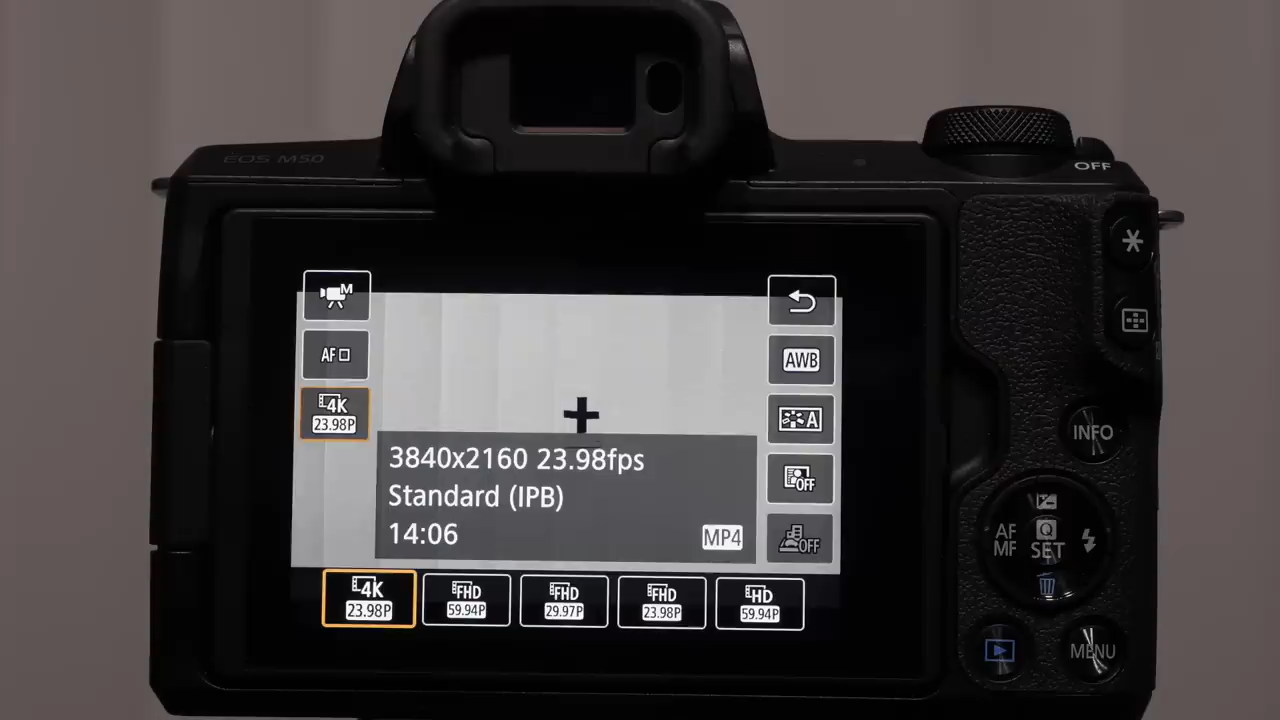 EOS M50
OFF
M
AF
4K
23.98P
AWB
A
OFF
OFF
3840x2160 23.98fps
Standard (IPB)
14:06
MP4
4K
23.98P
FHD
59.94P
FHD
29.97P
FHD
23.98P
HD
59.94P
INFO
AF
MF
Q
SET
MENU